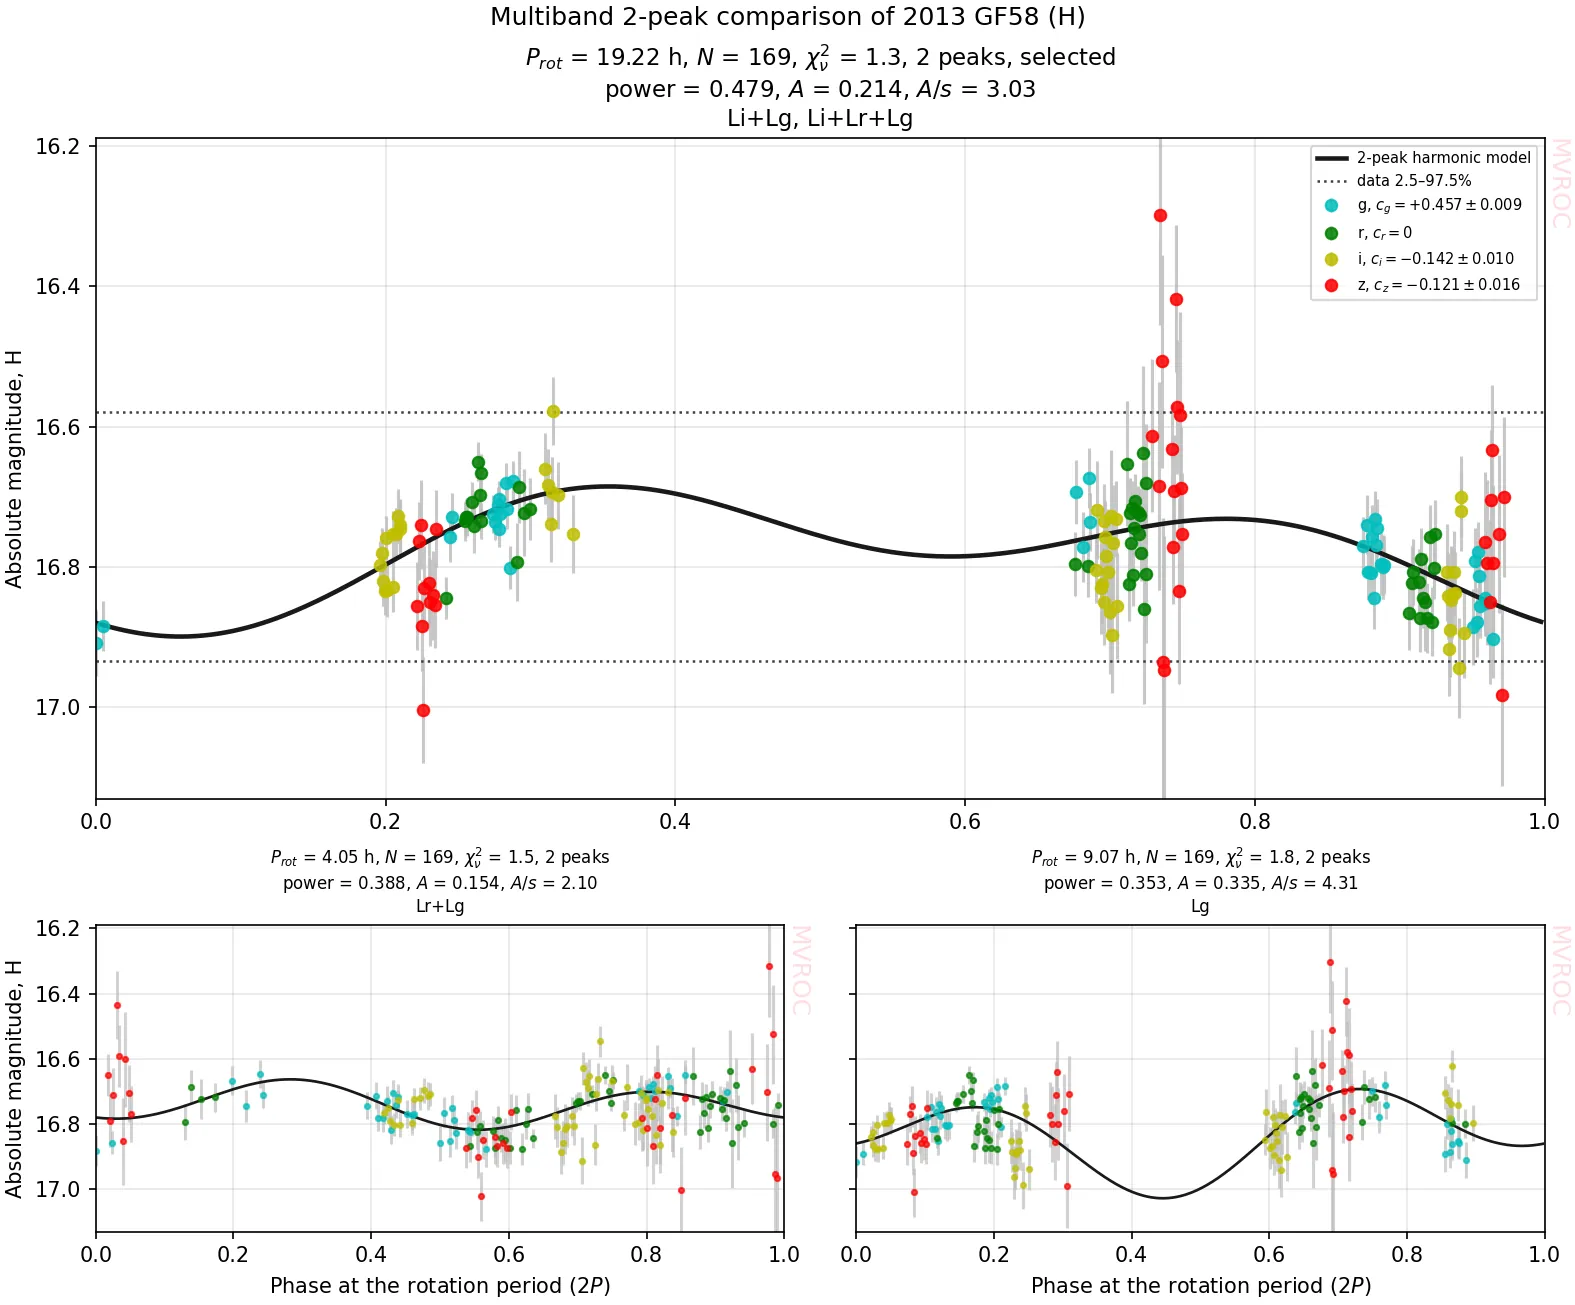 Multiband 2-peak comparison of 2013 GF58 (H)
P_rot = 19.22 h, N = 169, χ²_ν = 1.3, 2 peaks, selected
power = 0.479, A = 0.214, A/s = 3.03
Li+Lg, Li+Lr+Lg
MVROC
2-peak harmonic model
data 2.5–97.5%
g, c_g = +0.457 ± 0.009
r, c_r = 0
i, c_i = −0.142 ± 0.010
z, c_z = −0.121 ± 0.016
Absolute magnitude, H
16.2
16.4
16.6
16.8
17.0
0.0 0.2 0.4 0.6 0.8 1.0
P_rot = 4.05 h, N = 169, χ²_ν = 1.5, 2 peaks
power = 0.388, A = 0.154, A/s = 2.10
Lr+Lg
MVROC
Absolute magnitude, H
16.2
16.4
16.6
16.8
17.0
0.0 0.2 0.4 0.6 0.8 1.0
Phase at the rotation period (2P)
P_rot = 9.07 h, N = 169, χ²_ν = 1.8, 2 peaks
power = 0.353, A = 0.335, A/s = 4.31
Lg
MVROC
0.0 0.2 0.4 0.6 0.8 1.0
Phase at the rotation period (2P)